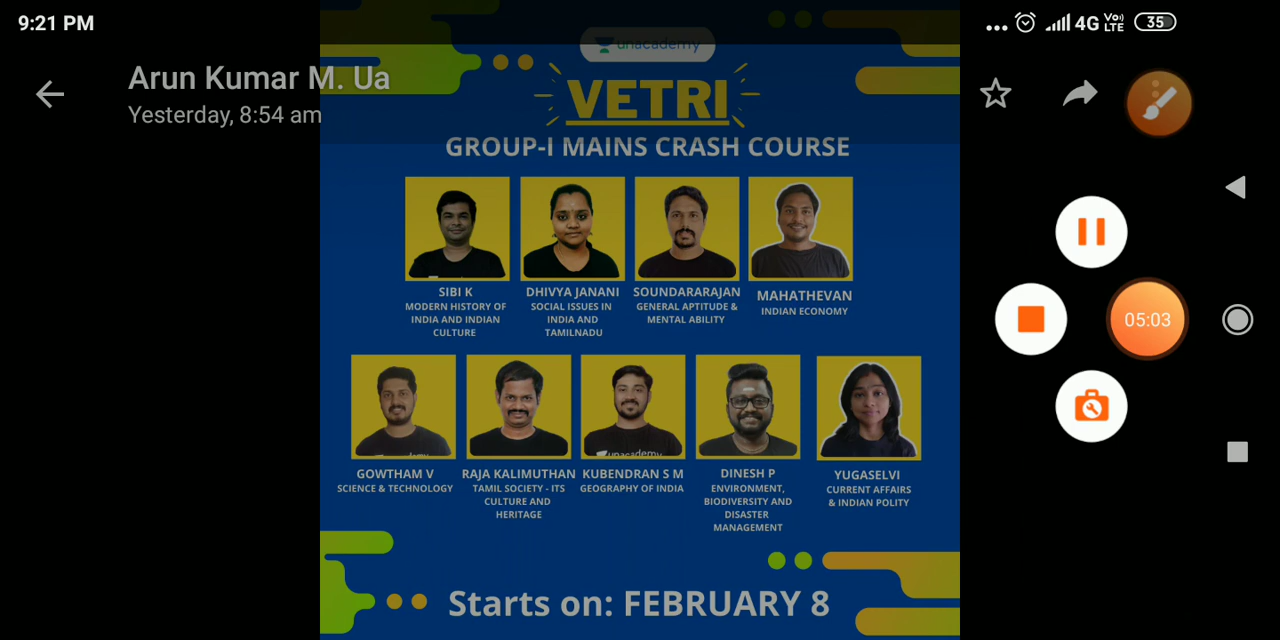 9:21 PM
4G Vo)) LTE 35
Arun Kumar M. Ua
Yesterday, 8:54 am
unacademy
VETRI
GROUP-I MAINS CRASH COURSE
SIBI K
MODERN HISTORY OF
INDIA AND INDIAN
CULTURE
DHIVYA JANANI
SOCIAL ISSUES IN
INDIA AND
TAMILNADU
SOUNDARARAJAN
GENERAL APTITUDE &
MENTAL ABILITY
MAHATHEVAN
INDIAN ECONOMY
05:03
GOWTHAM V
SCIENCE & TECHNOLOGY
RAJA KALIMUTHAN
TAMIL SOCIETY - ITS
CULTURE AND
HERITAGE
unacademy
KUBENDRAN S M
GEOGRAPHY OF INDIA
DINESH P
ENVIRONMENT,
BIODIVERSITY AND
DISASTER
MANAGEMENT
YUGASELVI
CURRENT AFFAIRS
& INDIAN POLITY
Starts on: FEBRUARY 8